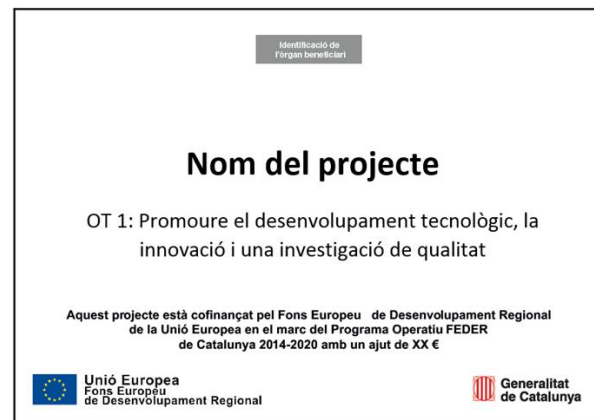 Identificació de
l'òrgan beneficiari
Nom del projecte
OT 1: Promoure el desenvolupament tecnològic, la
innovació i una investigació de qualitat
Aquest projecte està cofinançat pel Fons Europeu de Desenvolupament Regional
de la Unió Europea en el marc del Programa Operatiu FEDER
de Catalunya 2014-2020 amb un ajut de XX €
Unió Europea
Fons Europeu
de Desenvolupament Regional
Generalitat
de Catalunya